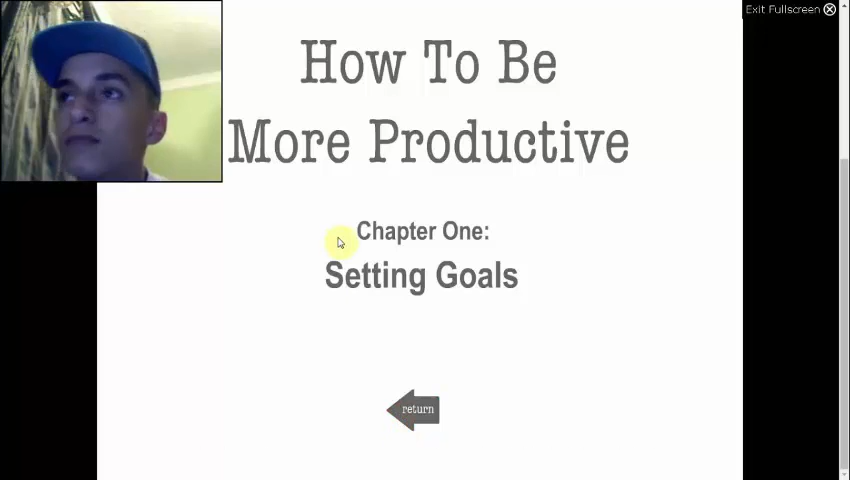 Exit Fullscreen
How To Be
More Productive
Chapter One:
Setting Goals
return